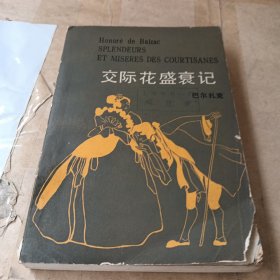 Honoré de Balzac
SPLENDEURS
ET MISERES DES COURTISANES
交际花盛衰记
巴尔扎克